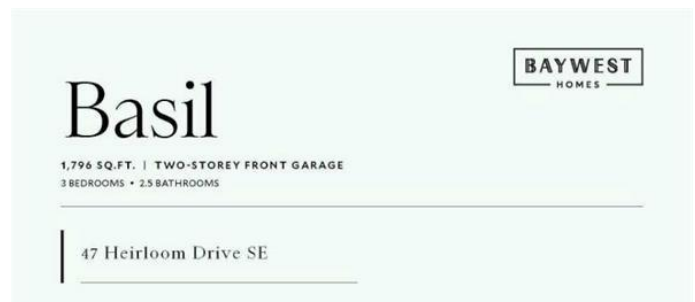 Basil
BAYWEST
HOMES
1,796 SQ.FT. | TWO-STOREY FRONT GARAGE
3 BEDROOMS • 2.5 BATHROOMS
47 Heirloom Drive SE